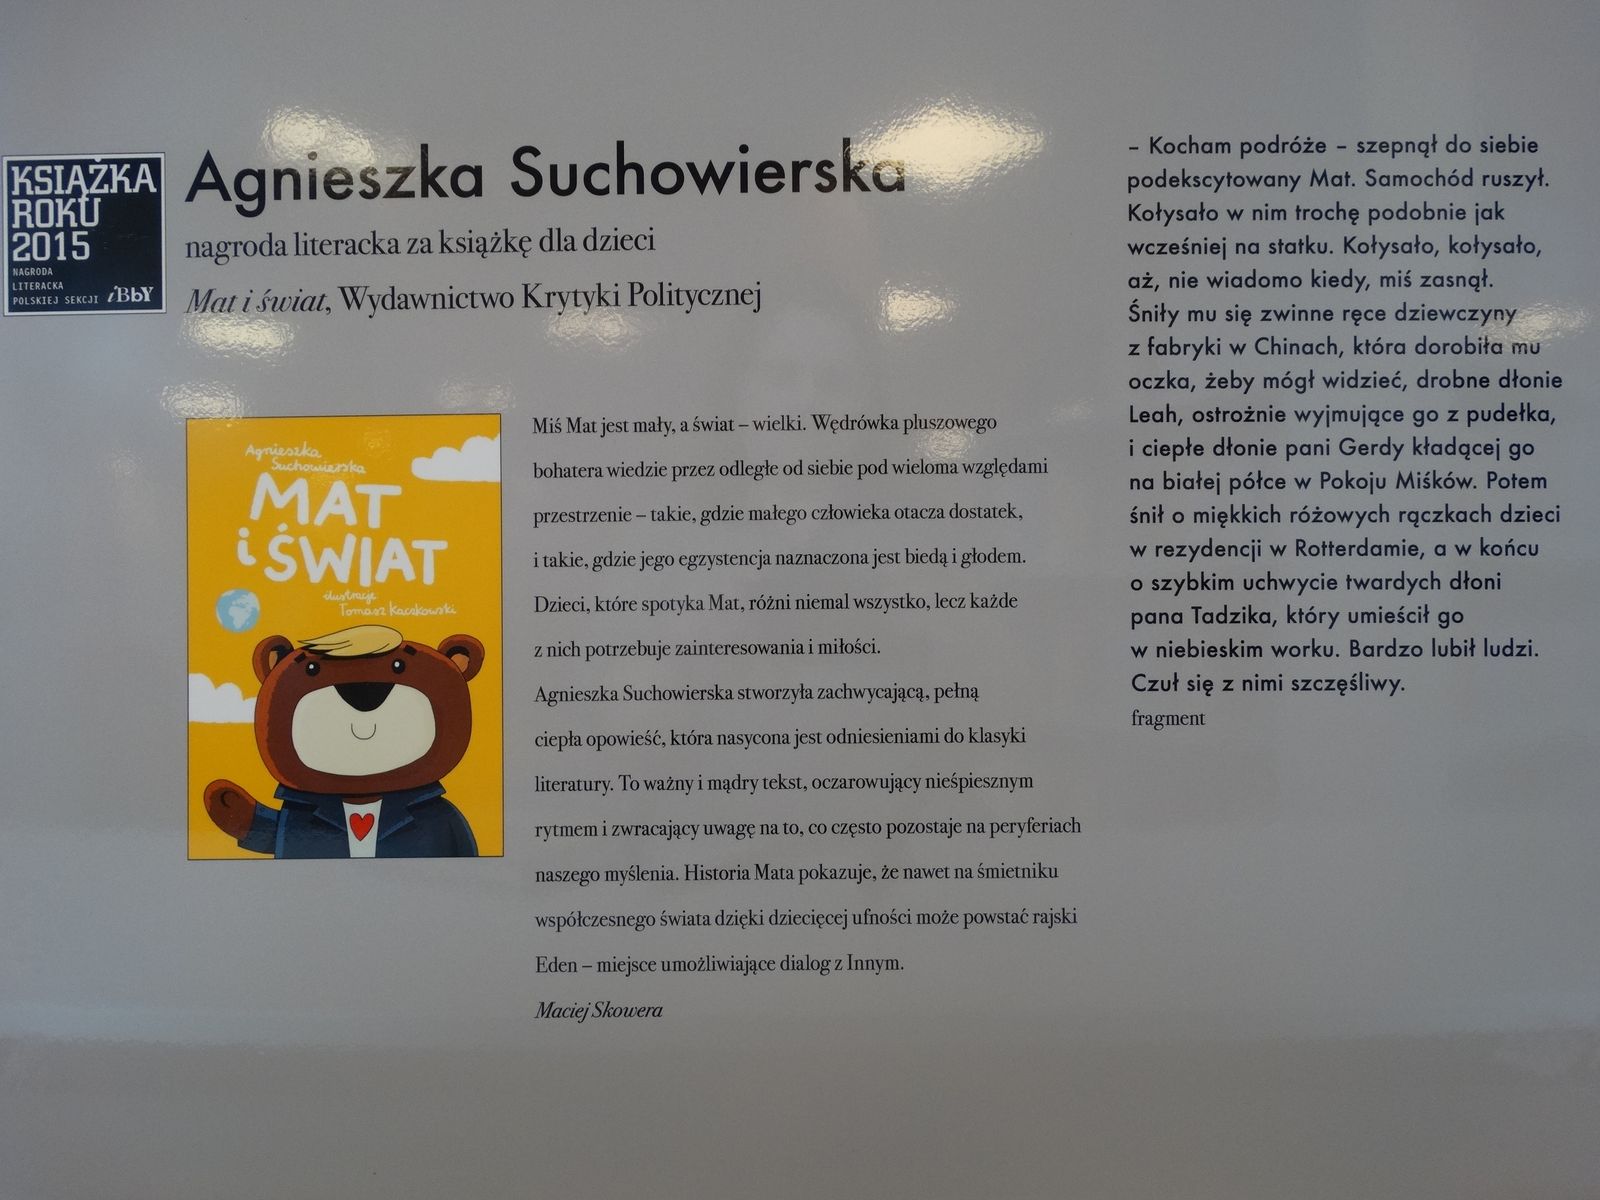 KSIĄŻKA
ROKU
2015
NAGRODA
LITERACKA
POLSKIEJ SEKCJI iBbY
Agnieszka Suchowierska
nagroda literacka za książkę dla dzieci
Mat i świat, Wydawnictwo Krytyki Politycznej
Agnieszka
Suchowierska
MAT
i ŚWIAT
ilustracje
Tomasz Kaczkowski
Miś Mat jest mały, a świat – wielki. Wędrówka pluszowego
bohatera wiedzie przez odległe od siebie pod wieloma względami
przestrzenie – takie, gdzie małego człowieka otacza dostatek,
i takie, gdzie jego egzystencja naznaczona jest biedą i głodem.
Dzieci, które spotyka Mat, różni niemal wszystko, lecz każde
z nich potrzebuje zainteresowania i miłości.
Agnieszka Suchowierska stworzyła zachwycającą, pełną
ciepła opowieść, która nasycona jest odniesieniami do klasyki
literatury. To ważny i mądry tekst, oczarowujący nieśpiesznym
rytmem i zwracający uwagę na to, co często pozostaje na peryferiach
naszego myślenia. Historia Mata pokazuje, że nawet na śmietniku
współczesnego świata dzięki dziecięcej ufności może powstać rajski
Eden – miejsce umożliwiające dialog z Innym.
Maciej Skowera
– Kocham podróże – szepnął do siebie
podekscytowany Mat. Samochód ruszył.
Kołysało w nim trochę podobnie jak
wcześniej na statku. Kołysało, kołysało,
aż, nie wiadomo kiedy, miś zasnął.
Śniły mu się zwinne ręce dziewczyny
z fabryki w Chinach, która dorobiła mu
oczka, żeby mógł widzieć, drobne dłonie
Leah, ostrożnie wyjmujące go z pudełka,
i ciepłe dłonie pani Gerdy kładącej go
na białej półce w Pokoju Miśków. Potem
śnił o miękkich różowych rączkach dzieci
w rezydencji w Rotterdamie, a w końcu
o szybkim uchwycie twardych dłoni
pana Tadzika, który umieścił go
w niebieskim worku. Bardzo lubił ludzi.
Czuł się z nimi szczęśliwy.
fragment